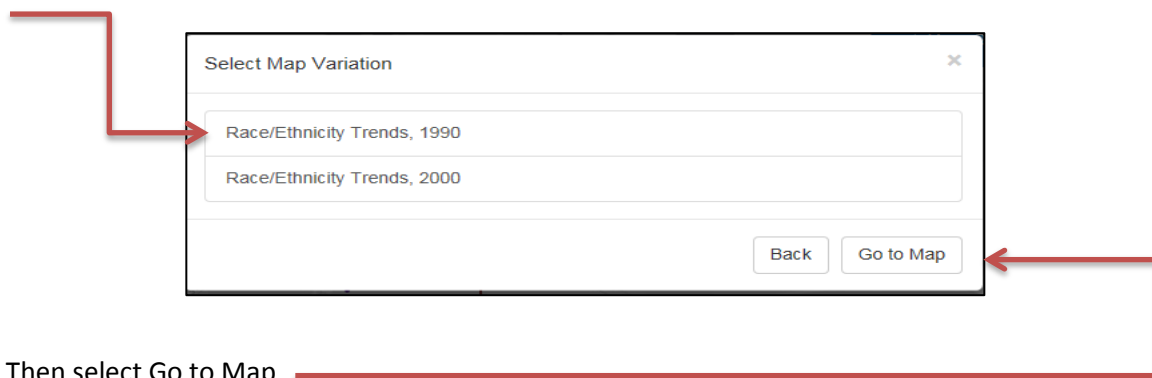 Select Map Variation ×
Race/Ethnicity Trends, 1990
Race/Ethnicity Trends, 2000
Back Go to Map
Then select Go to Map